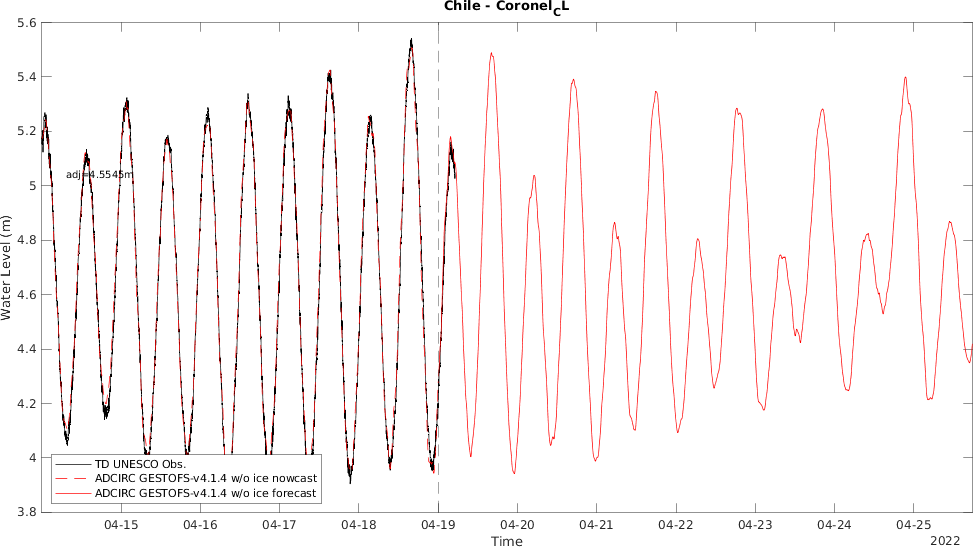 Chile - Coronel_CL
5.6
5.4
5.2
5
4.8
4.6
4.4
4.2
4
3.8
Water Level (m)
adj=4.5545m
TD UNESCO Obs.
ADCIRC GESTOFS-v4.1.4 w/o ice nowcast
ADCIRC GESTOFS-v4.1.4 w/o ice forecast
04-15 04-16 04-17 04-18 04-19 04-20 04-21 04-22 04-23 04-24 04-25
Time
2022